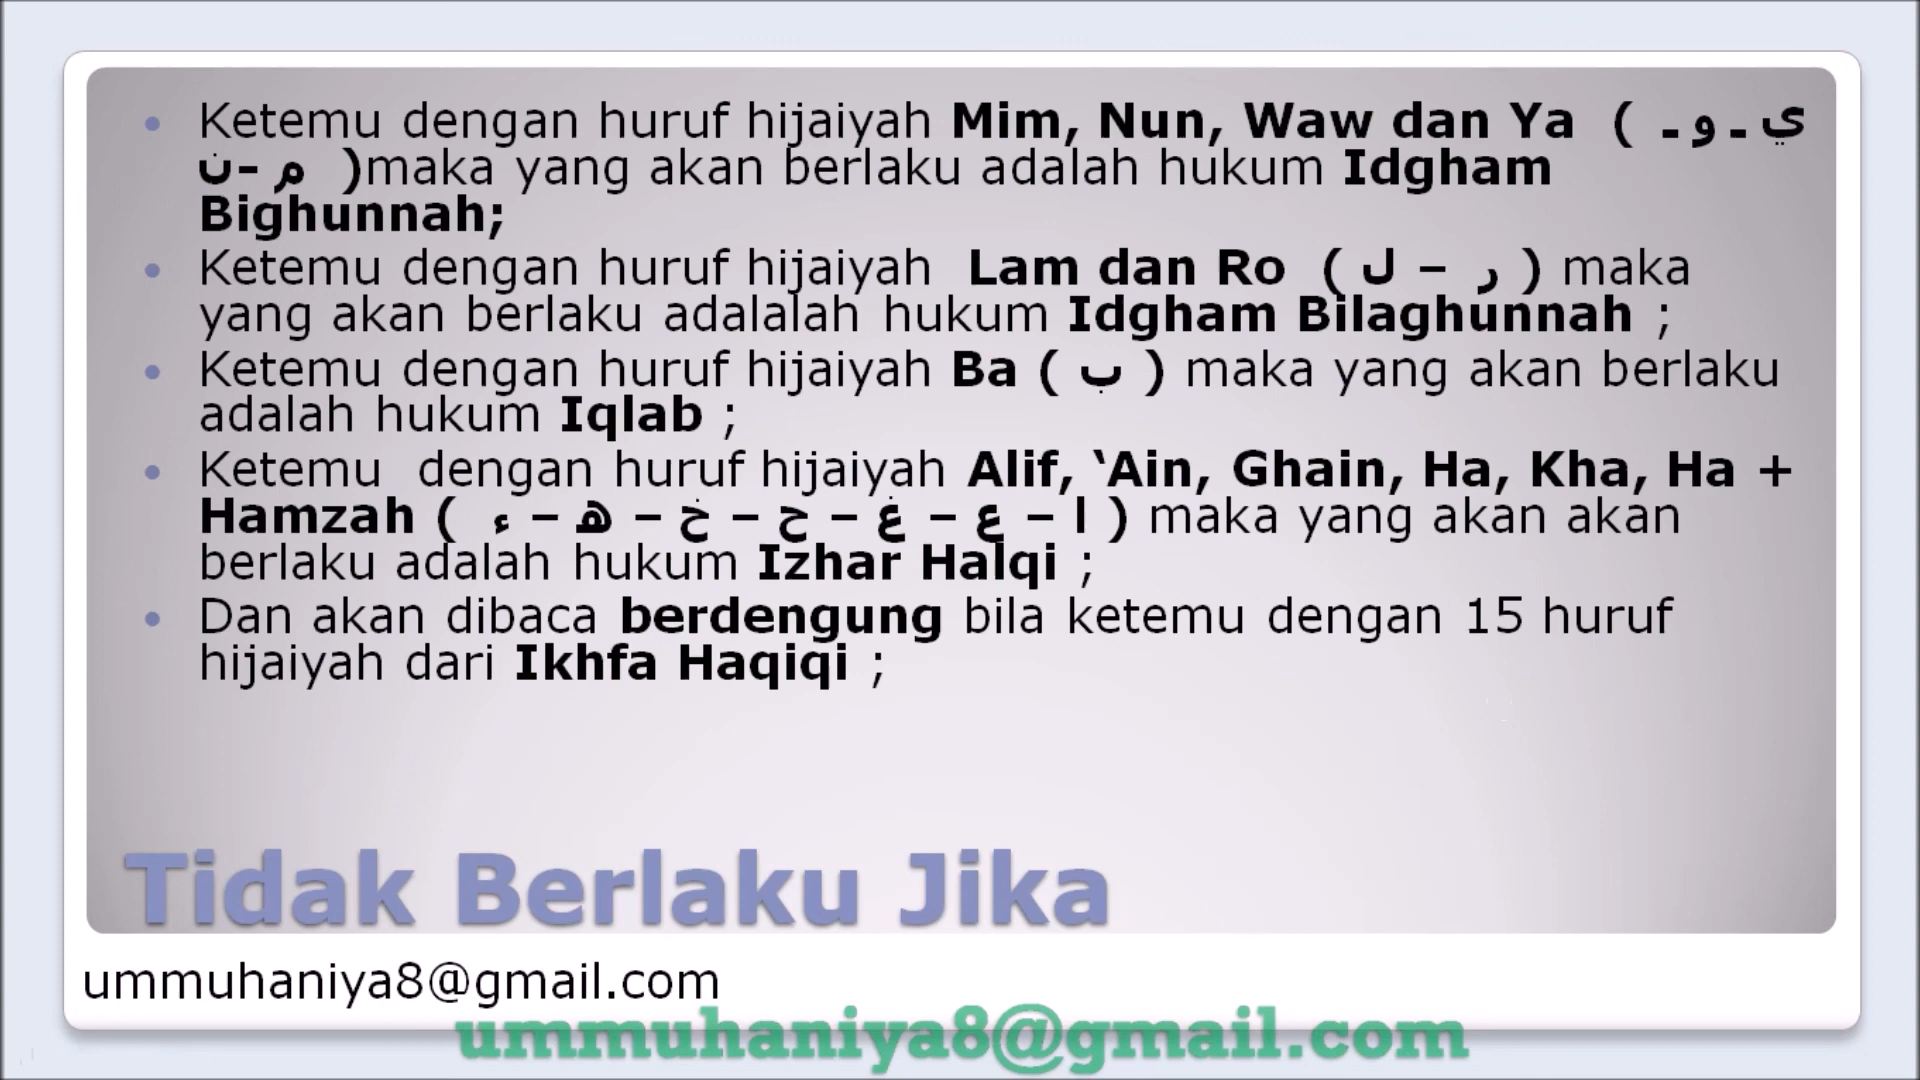 Ketemu dengan huruf hijaiyah Mim, Nun, Waw dan Ya ( ي ـ و ـ
م –ن )maka yang akan berlaku adalah hukum Idgham
Bighunnah;
Ketemu dengan huruf hijaiyah Lam dan Ro ( ر – ل ) maka
yang akan berlaku adalalah hukum Idgham Bilaghunnah ;
Ketemu dengan huruf hijaiyah Ba ( ب ) maka yang akan berlaku
adalah hukum Iqlab ;
Ketemu dengan huruf hijaiyah Alif, ‘Ain, Ghain, Ha, Kha, Ha +
Hamzah ( ا – ع – غ – ح – خ – ه – ء ) maka yang akan akan
berlaku adalah hukum Izhar Halqi ;
Dan akan dibaca berdengung bila ketemu dengan 15 huruf
hijaiyah dari Ikhfa Haqiqi ;
Tidak Berlaku Jika
ummuhaniya8@gmail.com
ummuhaniya8@gmail.com